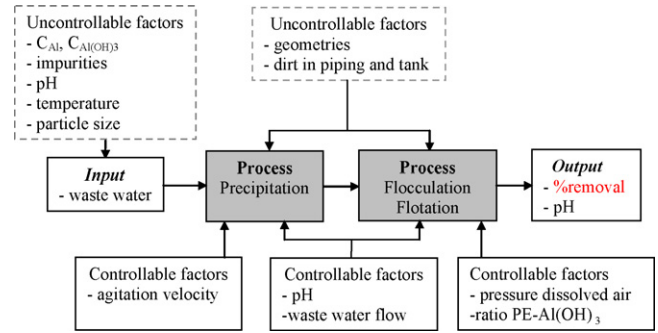 Uncontrollable factors
- C_Al, C_Al(OH)3
- impurities
- pH
- temperature
- particle size
Uncontrollable factors
- geometries
- dirt in piping and tank
Input
- waste water
Process
Precipitation
Process
Flocculation
Flotation
Output
- %removal
- pH
Controllable factors
- agitation velocity
Controllable factors
- pH
-waste water flow
Controllable factors
- pressure dissolved air
-ratio PE-Al(OH)3